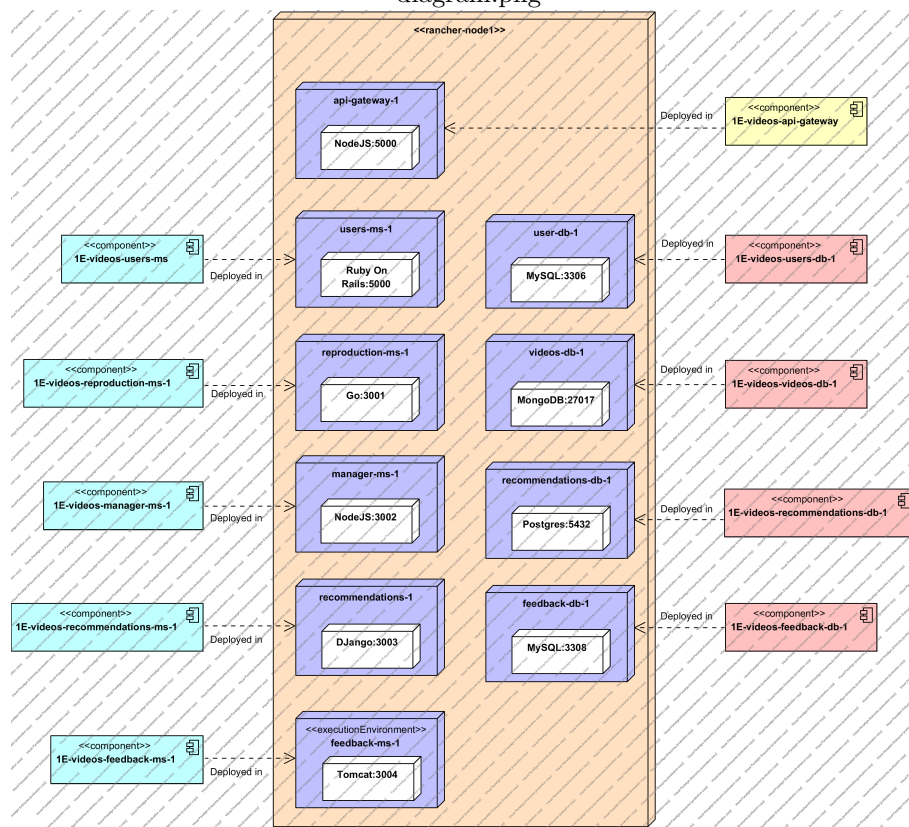 diagram.png
<<rancher-node1>>
api-gateway-1
NodeJS:5000
Deployed in
<<component>>
1E-videos-api-gateway
<<component>>
1E-videos-users-ms
Deployed in
users-ms-1
Ruby On
Rails:5000
user-db-1
MySQL:3306
Deployed in
<<component>>
1E-videos-users-db-1
<<component>>
1E-videos-reproduction-ms-1
Deployed in
reproduction-ms-1
Go:3001
videos-db-1
MongoDB:27017
Deployed in
<<component>>
1E-videos-videos-db-1
<<component>>
1E-videos-manager-ms-1
Deployed in
manager-ms-1
NodeJS:3002
recommendations-db-1
Postgres:5432
Deployed in
<<component>>
1E-videos-recommendations-db-1
<<component>>
1E-videos-recommendations-ms-1
Deployed in
recommendations-1
DJango:3003
feedback-db-1
MySQL:3308
Deployed in
<<component>>
1E-videos-feedback-db-1
<<component>>
1E-videos-feedback-ms-1
Deployed in
<<executionEnvironment>>
feedback-ms-1
Tomcat:3004